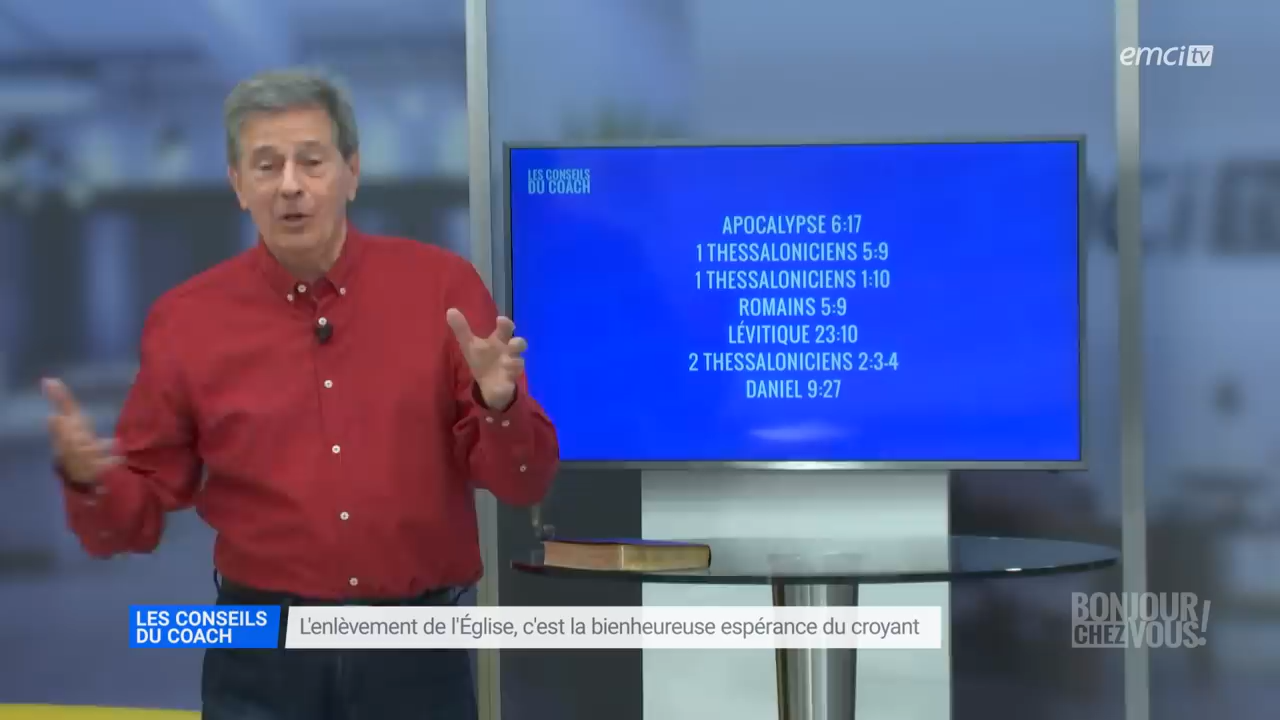 emci tv
LES CONSEILS
DU COACH
APOCALYPSE 6:17
1 THESSALONICIENS 5:9
1 THESSALONICIENS 1:10
ROMAINS 5:9
LÉVITIQUE 23:10
2 THESSALONICIENS 2:3-4
DANIEL 9:27
LES CONSEILS
DU COACH
L'enlèvement de l'Église, c'est la bienheureuse espérance du croyant
BONJOUR
CHEZ VOUS!